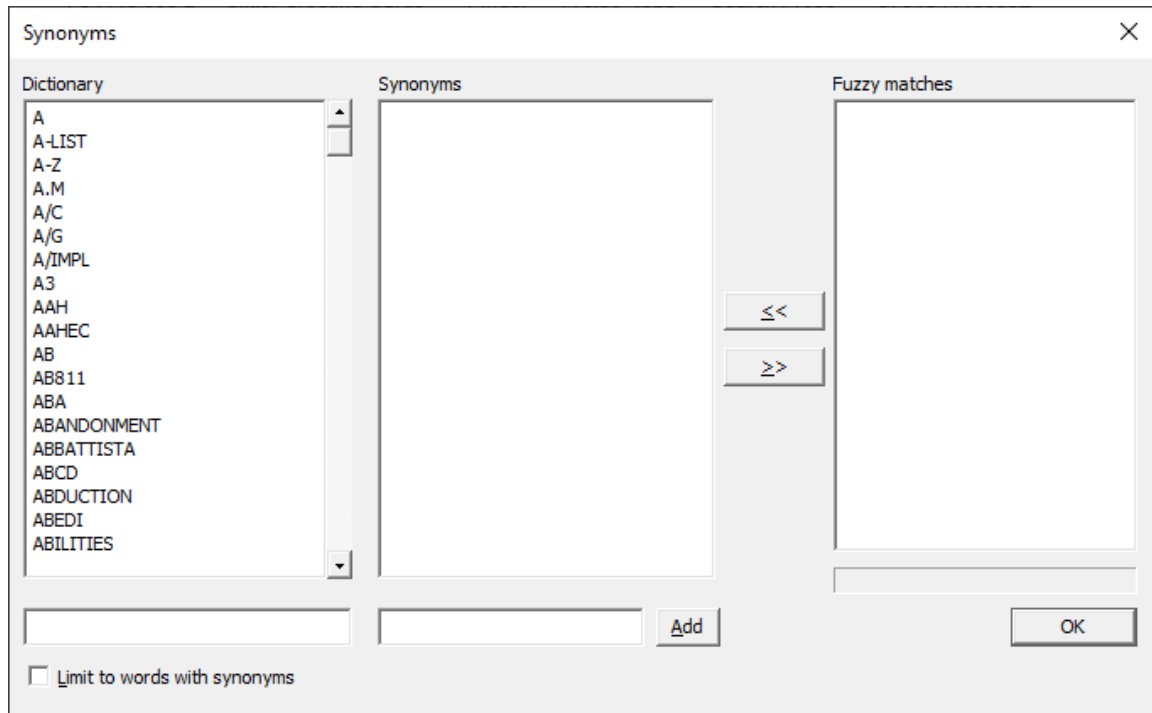 Synonyms
Dictionary
Synonyms
Fuzzy matches
A
A-LIST
A-Z
A.M
A/C
A/G
A/IMPL
A3
AAH
AAHEC
AB
AB811
ABA
ABANDONMENT
ABBATTISTA
ABCD
ABDUCTION
ABEDI
ABILITIES
<<
>>
Add
OK
Limit to words with synonyms